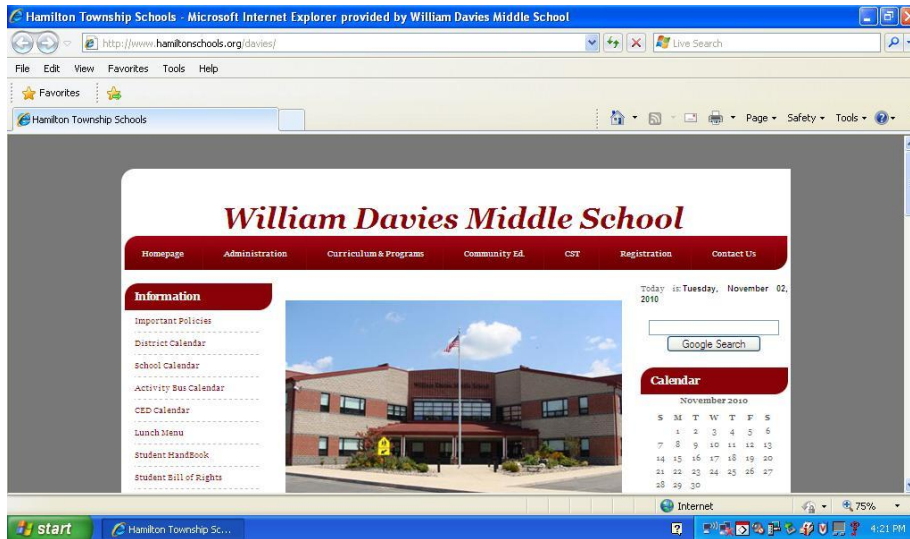 Hamilton Township Schools - Microsoft Internet Explorer provided by William Davies Middle School
http://www.hamiltonschools.org/davies/
Live Search
File Edit View Favorites Tools Help
Favorites
Hamilton Township Schools
Page Safety Tools
William Davies Middle School
Homepage Administration Curriculum & Programs Community Ed. CST Registration Contact Us
Information
Important Policies
District Calendar
School Calendar
Activity Bus Calendar
CED Calendar
Lunch Menu
Student HandBook
Student Bill of Rights
William Davies Middle School
Today is: Tuesday, November 02,
2010
Google Search
Calendar
November 2010
S M T W T F S
1 2 3 4 5 6
7 8 9 10 11 12 13
14 15 16 17 18 19 20
21 22 23 24 25 26 27
28 29 30
Internet
75%
start
Hamilton Township Sc...
4:21 PM